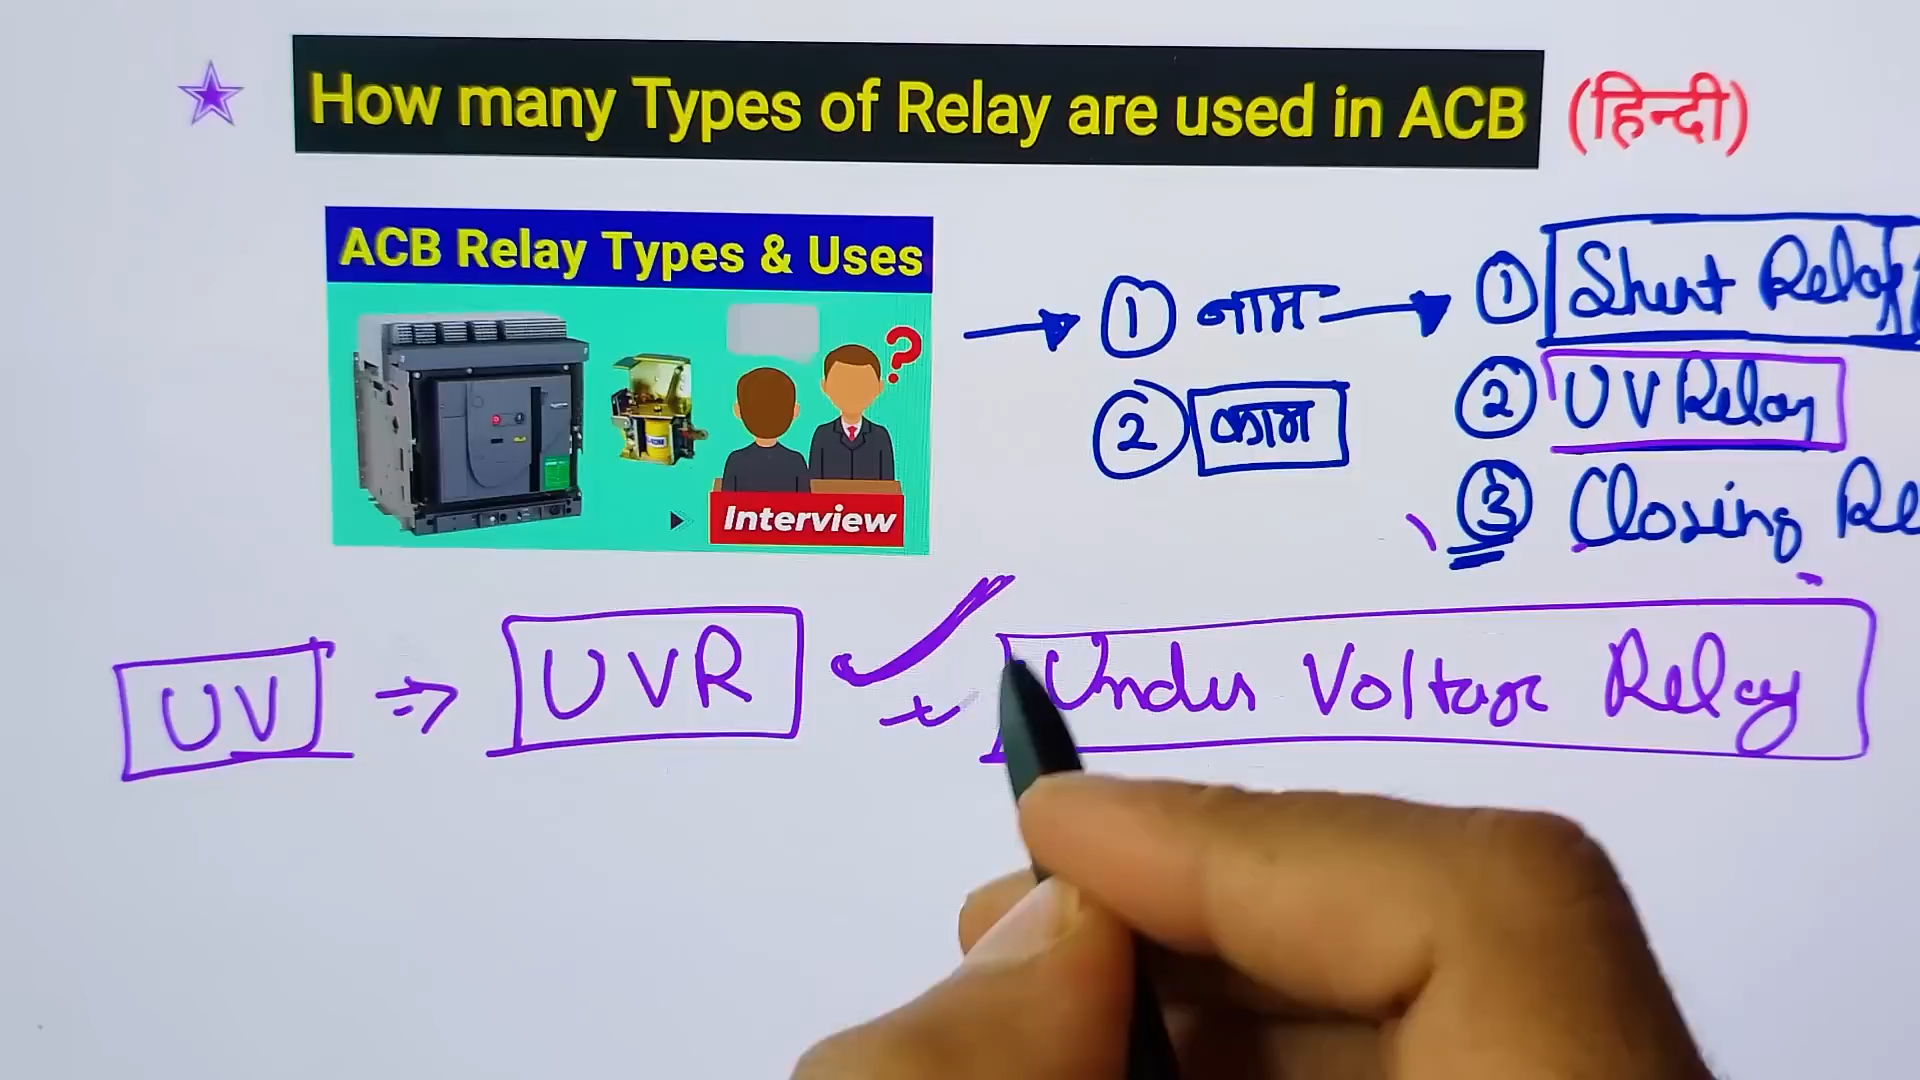 How many Types of Relay are used in ACB (हिन्दी)
ACB Relay Types & Uses
?
Interview
① नाम
② काम
① Shunt Relay
② UV Relay
③ Closing Re
UV
UVR
Under Voltage Relay